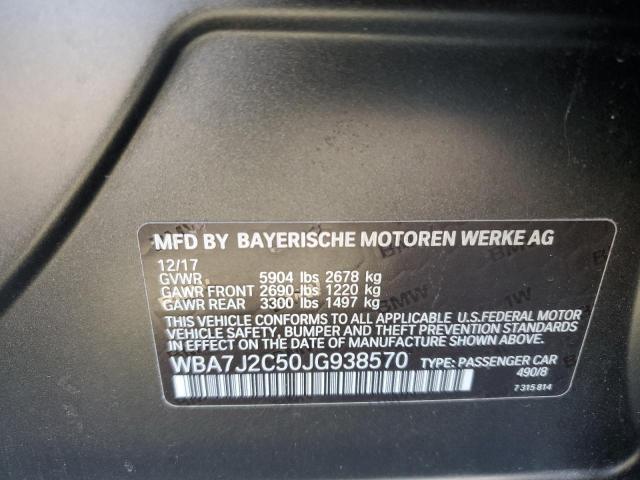 MFD BY BAYERISCHE MOTOREN WERKE AG
12/17
GVWR 5904 lbs 2678 kg
GAWR FRONT 2690 lbs 1220 kg
GAWR REAR 3300 lbs 1497 kg
THIS VEHICLE CONFORMS TO ALL APPLICABLE U.S.FEDERAL MOTOR
VEHICLE SAFETY, BUMPER AND THEFT PREVENTION STANDARDS
IN EFFECT ON THE DATE OF MANUFACTURE SHOWN ABOVE.
WBA7J2C50JG938570 TYPE: PASSENGER CAR
490/8
7 315 814